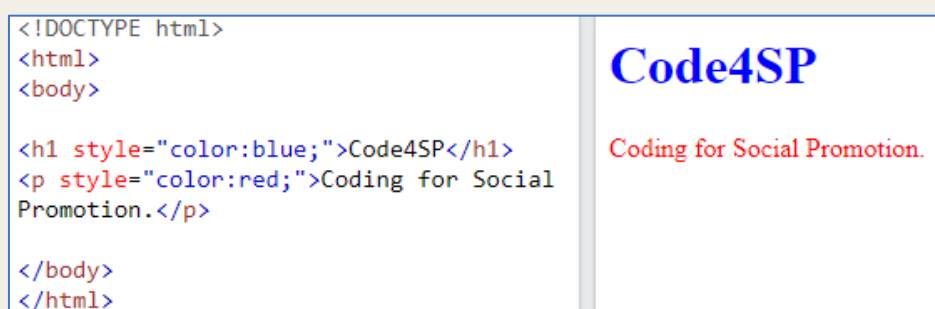 <!DOCTYPE html>
<html>
<body>
<h1 style="color:blue;">Code4SP</h1>
<p style="color:red;">Coding for Social
Promotion.</p>
</body>
</html>
Code4SP
Coding for Social Promotion.